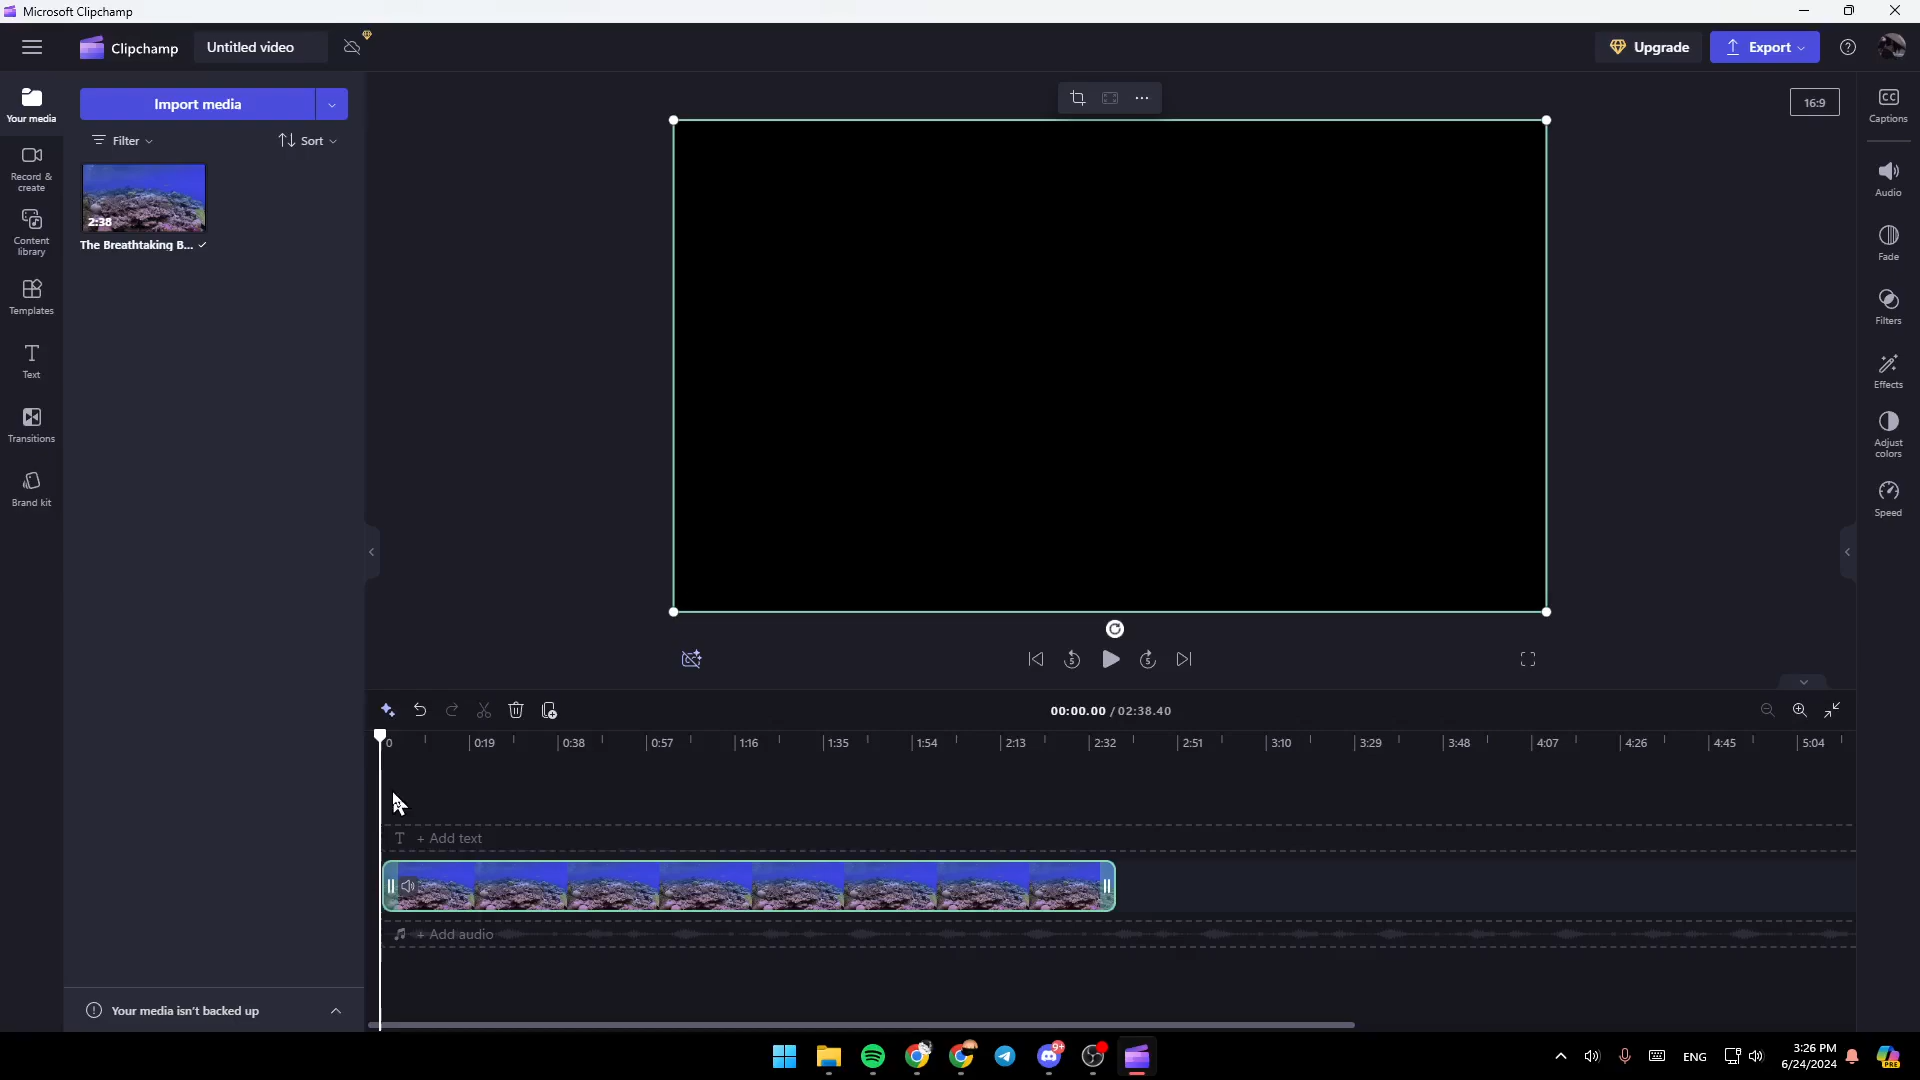 Microsoft Clipchamp
Clipchamp
Untitled video
Upgrade
Export
Your media
Import media
16:9
Captions
Filter
Sort
Record & create
2:38
The Breathtaking B...
Audio
Content library
Fade
Templates
Filters
Text
Effects
Transitions
Adjust colors
Brand kit
Speed
5
5
00:00.00 / 02:38.40
0 0:19 0:38 0:57 1:16 1:35 1:54 2:13 2:32 2:51 3:10 3:29 3:48 4:07 4:26 4:45 5:04
T + Add text
+ Add audio
Your media isn't backed up
9+
ENG
3:26 PM
6/24/2024
PRE